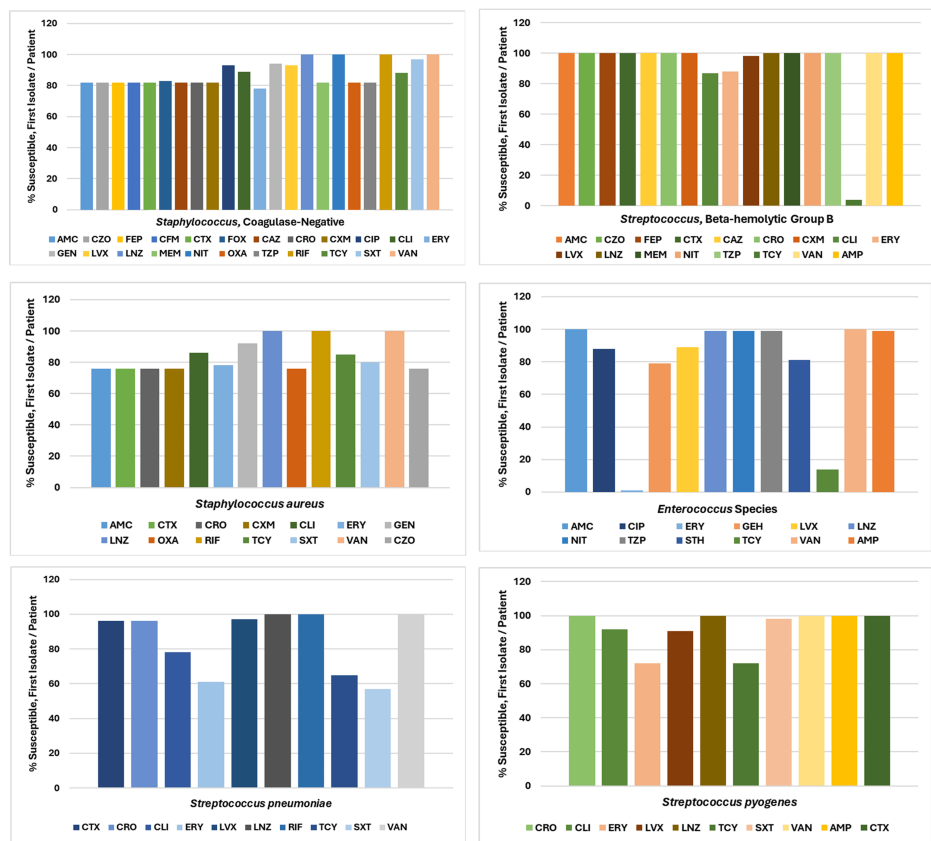 % Susceptible, First Isolate / Patient
120
100
80
60
40
20
0
Staphylococcus, Coagulase-Negative
AMC CZO FEP CFM CTX FOX CAZ CRO CXM CIP CLI ERY
GEN LVX LNZ MEM NIT OXA TZP RIF TCY SXT VAN
% Susceptible, First Isolate / Patient
120
100
80
60
40
20
0
Streptococcus, Beta-hemolytic Group B
AMC CZO FEP CTX CAZ CRO CXM CLI ERY
LVX LNZ MEM NIT TZP TCY VAN AMP
% Susceptible, First Isolate / Patient
120
100
80
60
40
20
0
Staphylococcus aureus
AMC CTX CRO CXM CLI ERY GEN
LNZ OXA RIF TCY SXT VAN CZO
% Susceptible, First Isolate / Patient
120
100
80
60
40
20
0
Enterococcus Species
AMC CIP ERY GEH LVX LNZ
NIT TZP STH TCY VAN AMP
% Susceptible, First Isolate / Patient
120
100
80
60
40
20
0
Streptococcus pneumoniae
CTX CRO CLI ERY LVX LNZ RIF TCY SXT VAN
% Susceptible, First Isolate / Patient
120
100
80
60
40
20
0
Streptococcus pyogenes
CRO CLI ERY LVX LNZ TCY SXT VAN AMP CTX